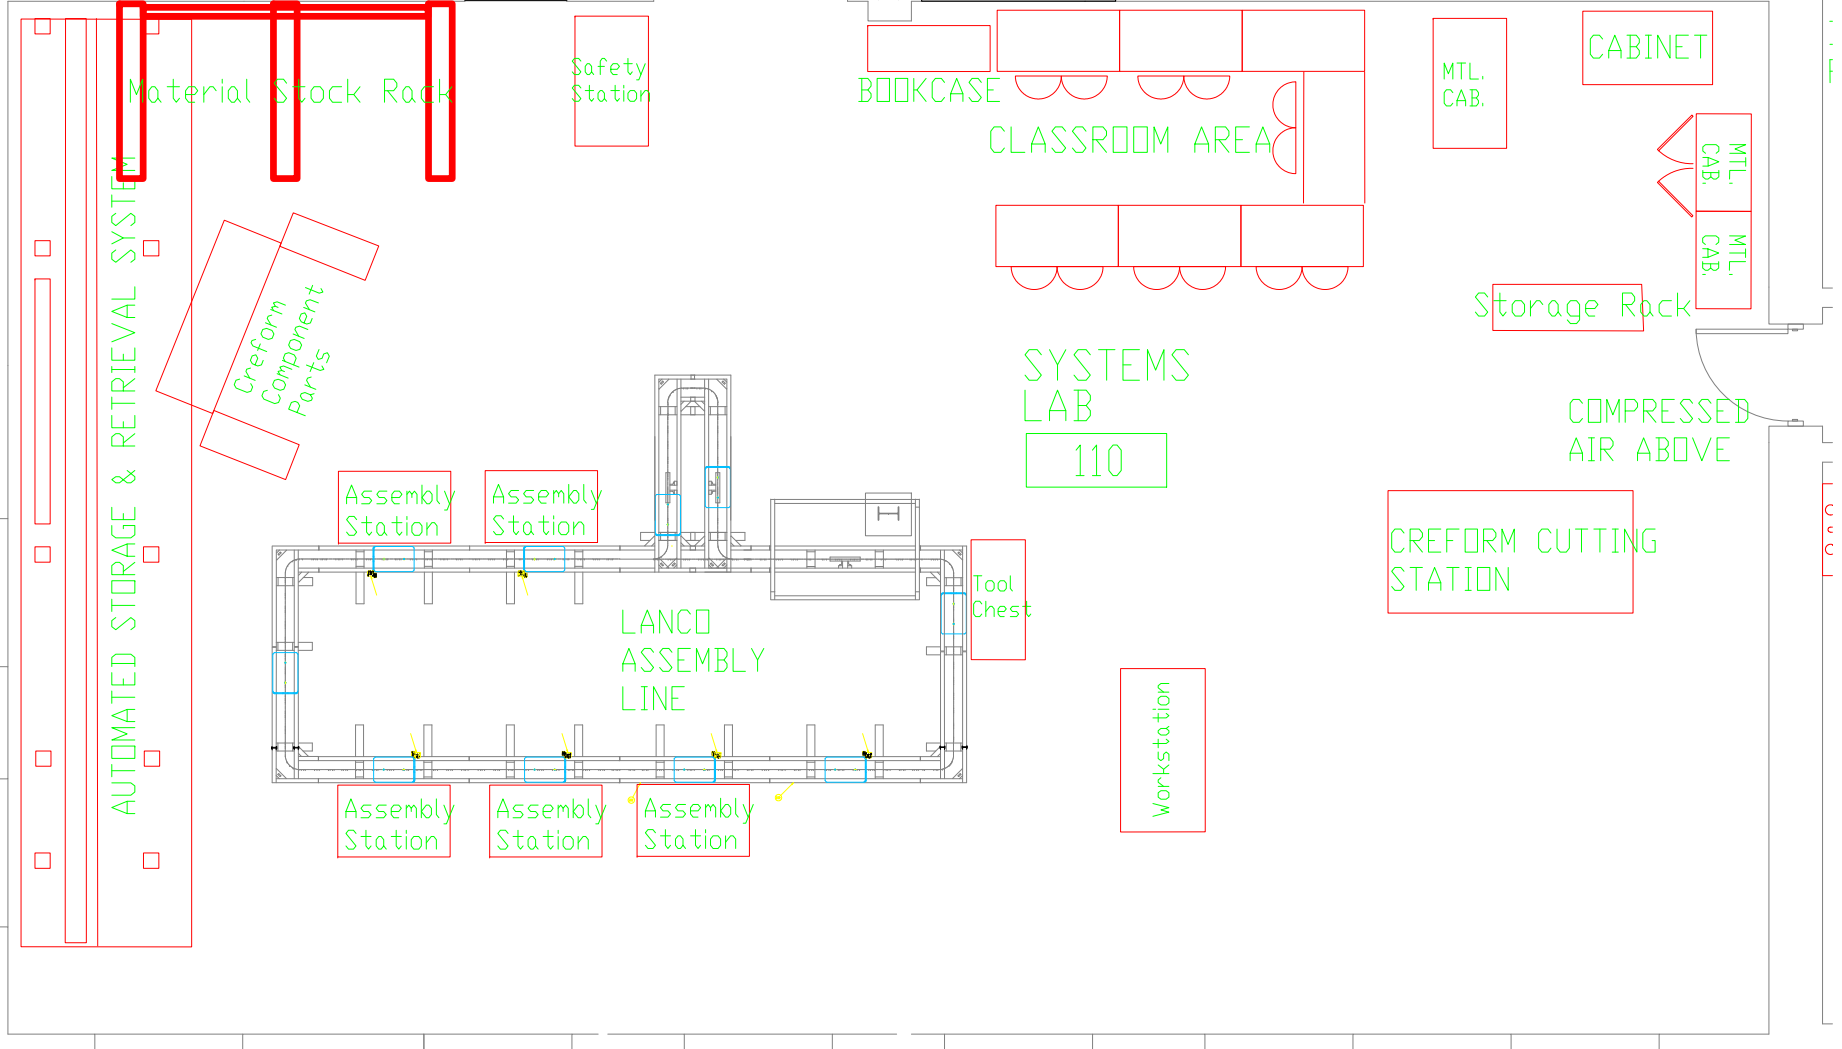 Material Stock Rack
Safety
Station
BOOKCASE
CLASSROOM AREA
MTL.
CAB.
CABINET
MTL.
CAB.
MTL.
CAB.
Storage Rack
AUTOMATED STORAGE & RETRIEVAL SYSTEM
Creform
Component
Parts
SYSTEMS
LAB
110
COMPRESSED
AIR ABOVE
Assembly
Station
Assembly
Station
CREFORM CUTTING
STATION
Tool
Chest
LANCO
ASSEMBLY
LINE
Workstation
Assembly
Station
Assembly
Station
Assembly
Station